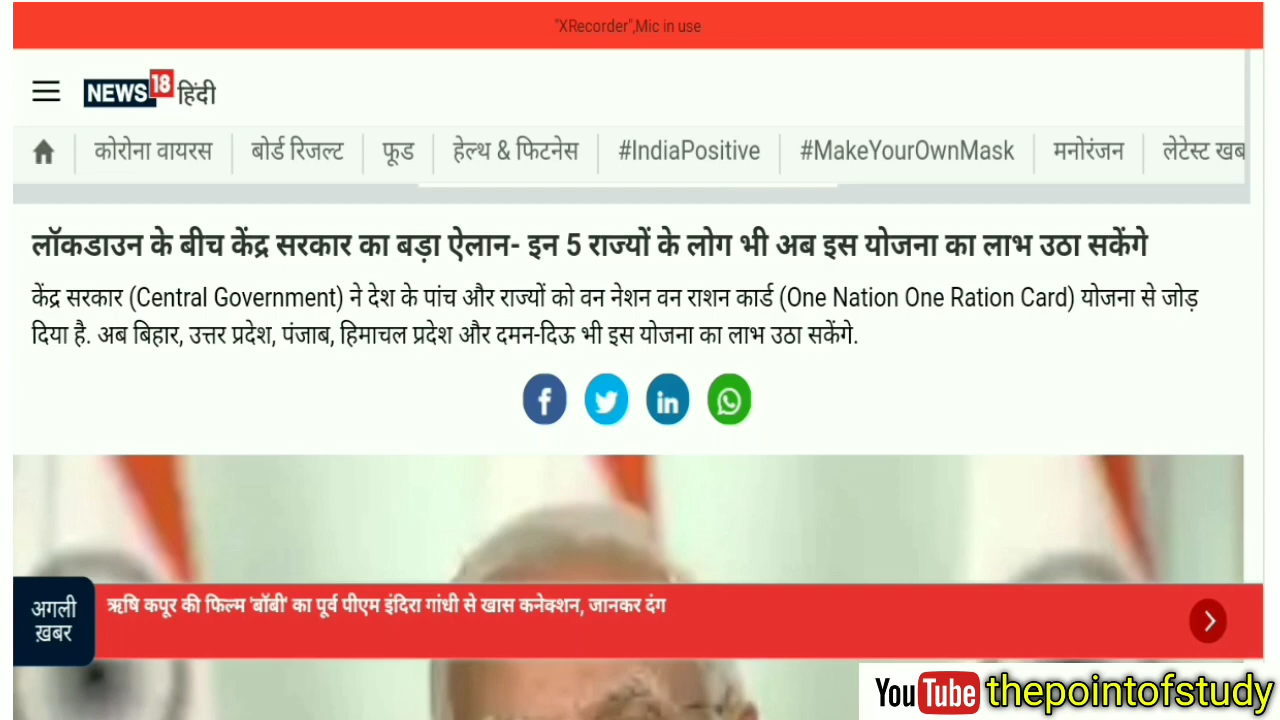 "XRecorder",Mic in use
NEWS18 हिंदी
कोरोना वायरस बोर्ड रिजल्ट फूड हेल्थ & फिटनेस #IndiaPositive #MakeYourOwnMask मनोरंजन लेटेस्ट खब
लॉकडाउन के बीच केंद्र सरकार का बड़ा ऐलान- इन 5 राज्यों के लोग भी अब इस योजना का लाभ उठा सकेंगे
केंद्र सरकार (Central Government) ने देश के पांच और राज्यों को वन नेशन वन राशन कार्ड (One Nation One Ration Card) योजना से जोड़
दिया है. अब बिहार, उत्तर प्रदेश, पंजाब, हिमाचल प्रदेश और दमन-दिऊ भी इस योजना का लाभ उठा सकेंगे.
अगली
ख़बर
ऋषि कपूर की फिल्म 'बॉबी' का पूर्व पीएम इंदिरा गांधी से खास कनेक्शन, जानकर दंग
YouTube thepointofstudy